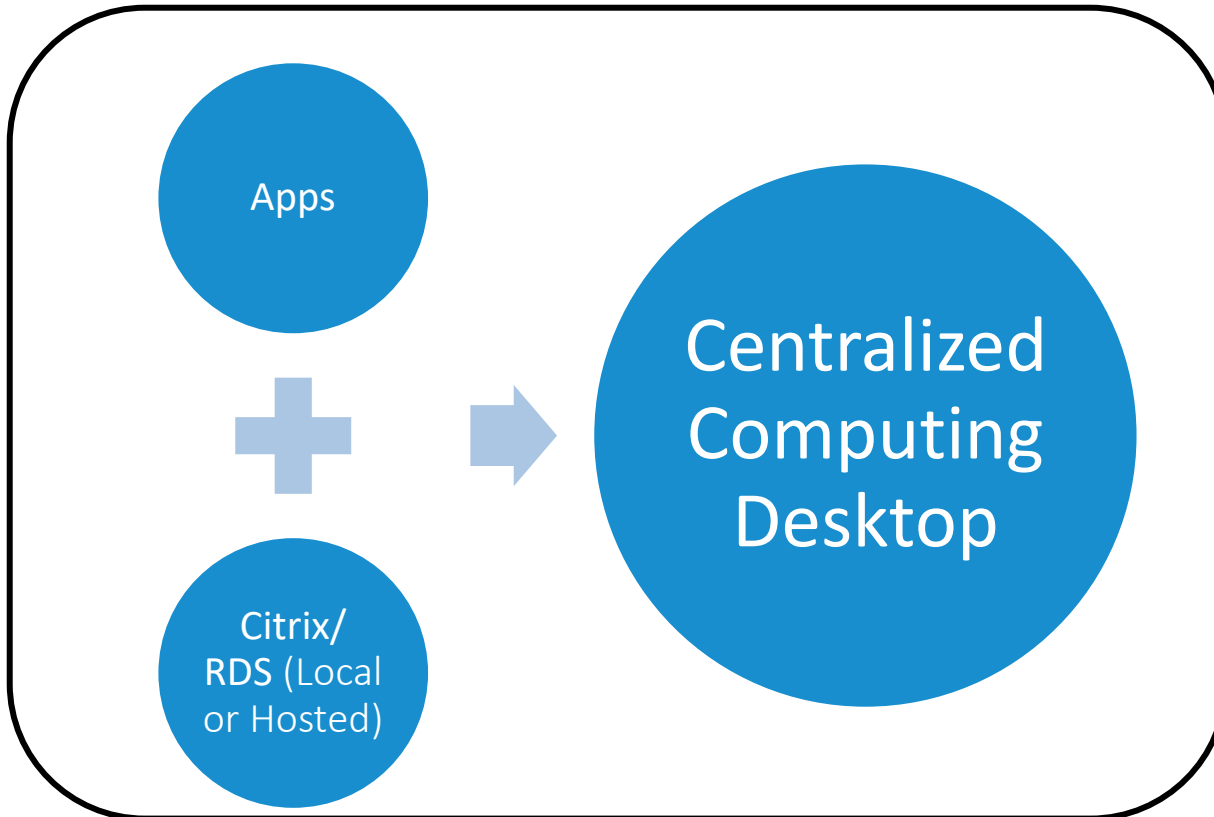 Apps
Citrix/
RDS (Local
or Hosted)
Centralized
Computing
Desktop